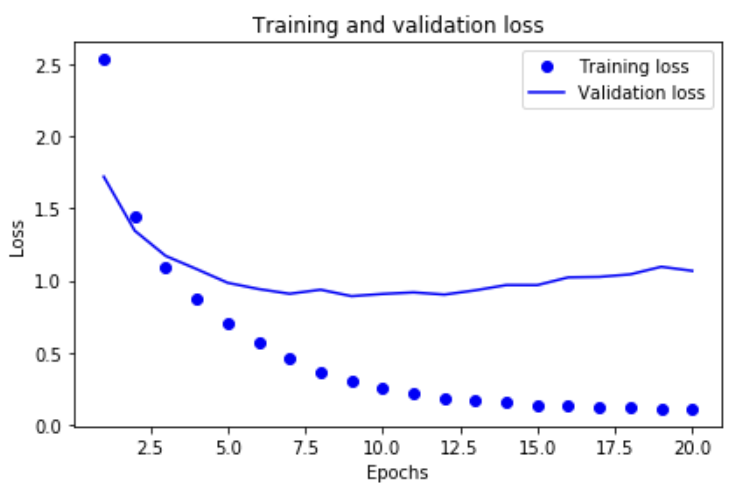 Training and validation loss
Training loss
Validation loss
2.5
2.0
1.5
1.0
0.5
0.0
Loss
2.5 5.0 7.5 10.0 12.5 15.0 17.5 20.0
Epochs